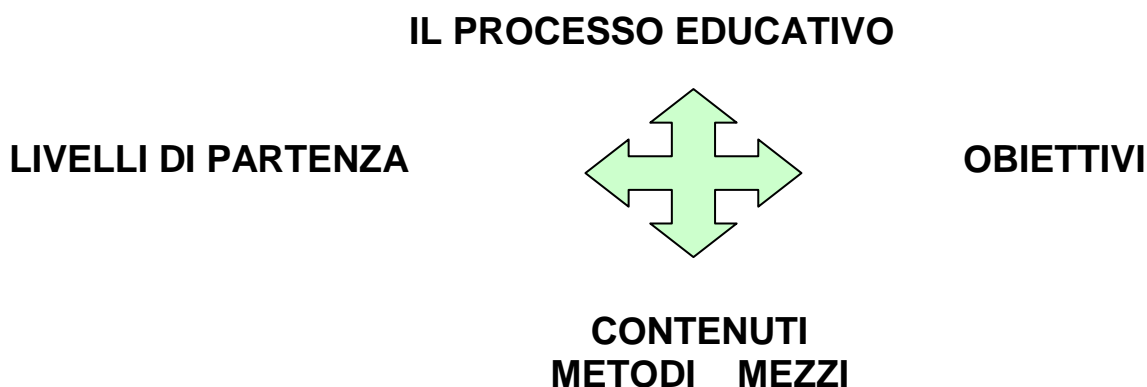 IL PROCESSO EDUCATIVO
LIVELLI DI PARTENZA OBIETTIVI
CONTENUTI
METODI MEZZI